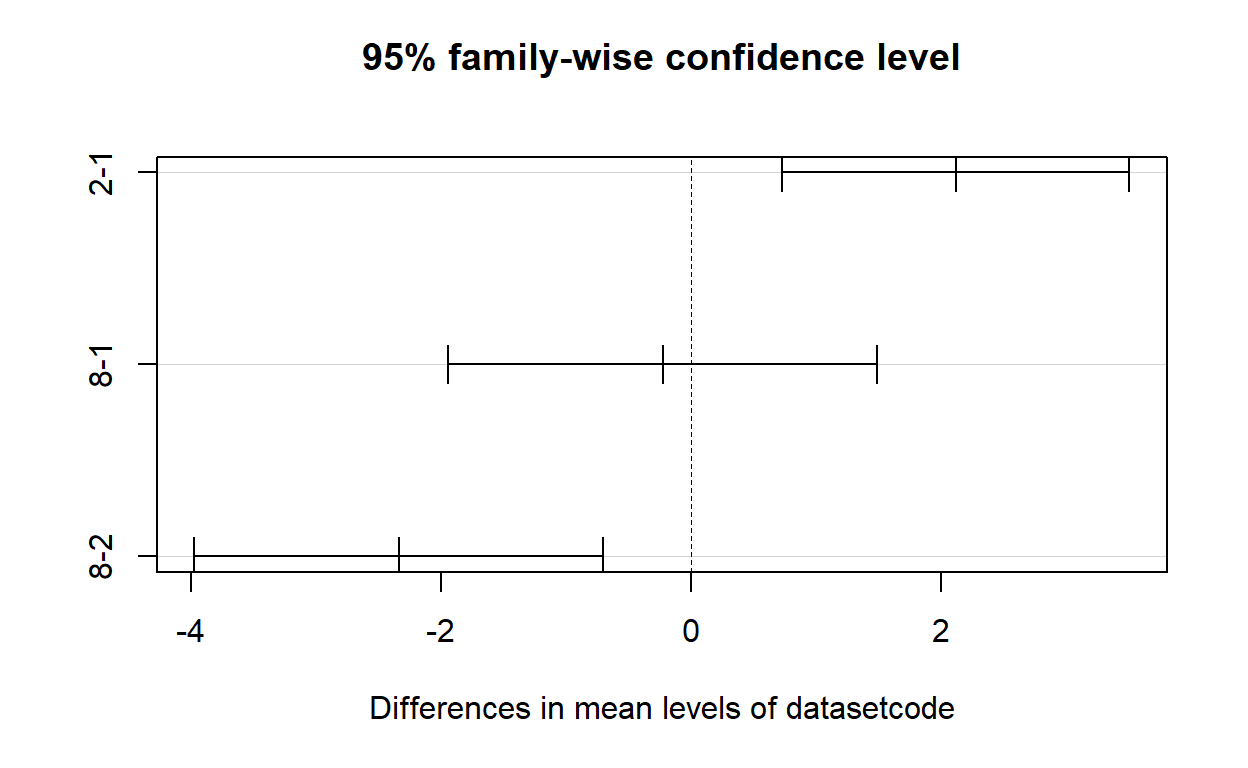 95% family-wise confidence level
2-1
8-1
8-2
-4 -2 0 2
Differences in mean levels of datasetcode